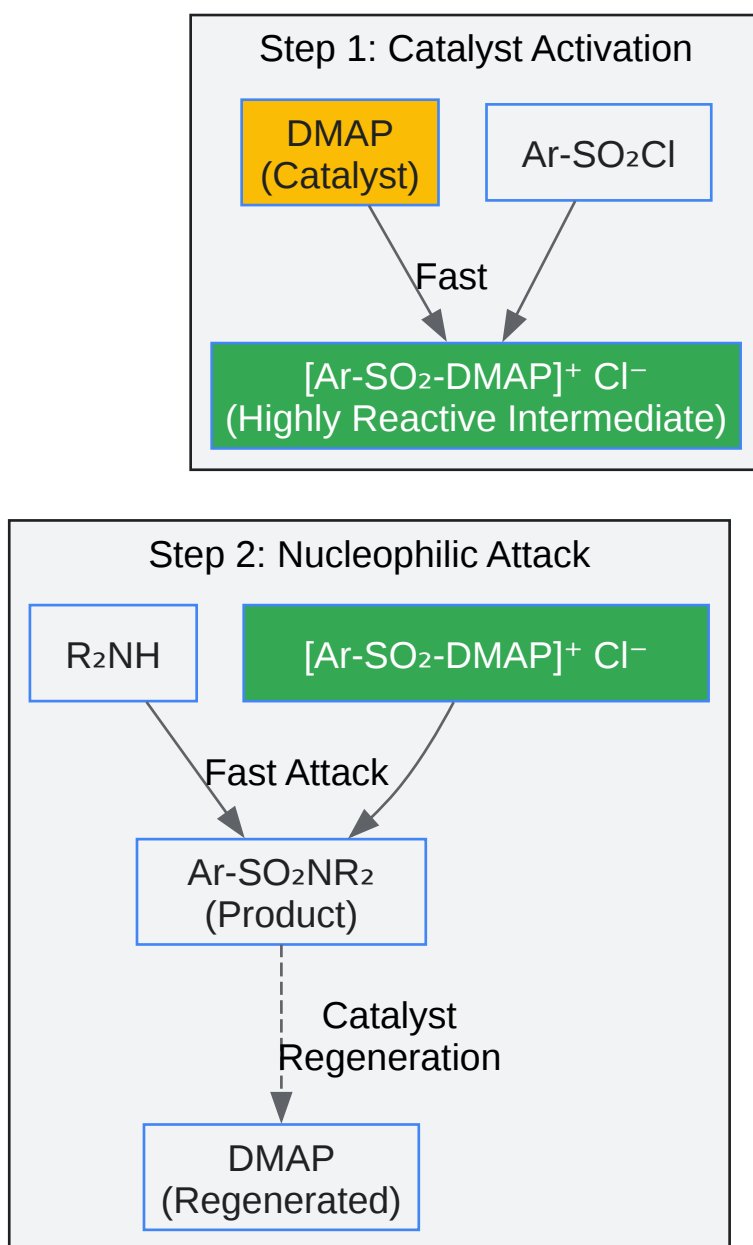 Step 1: Catalyst Activation
DMAP
(Catalyst)
Ar-SO₂Cl
Fast
[Ar-SO₂-DMAP]⁺ Cl⁻
(Highly Reactive Intermediate)
Step 2: Nucleophilic Attack
R₂NH
[Ar-SO₂-DMAP]⁺ Cl⁻
Fast Attack
Ar-SO₂NR₂
(Product)
Catalyst
Regeneration
DMAP
(Regenerated)